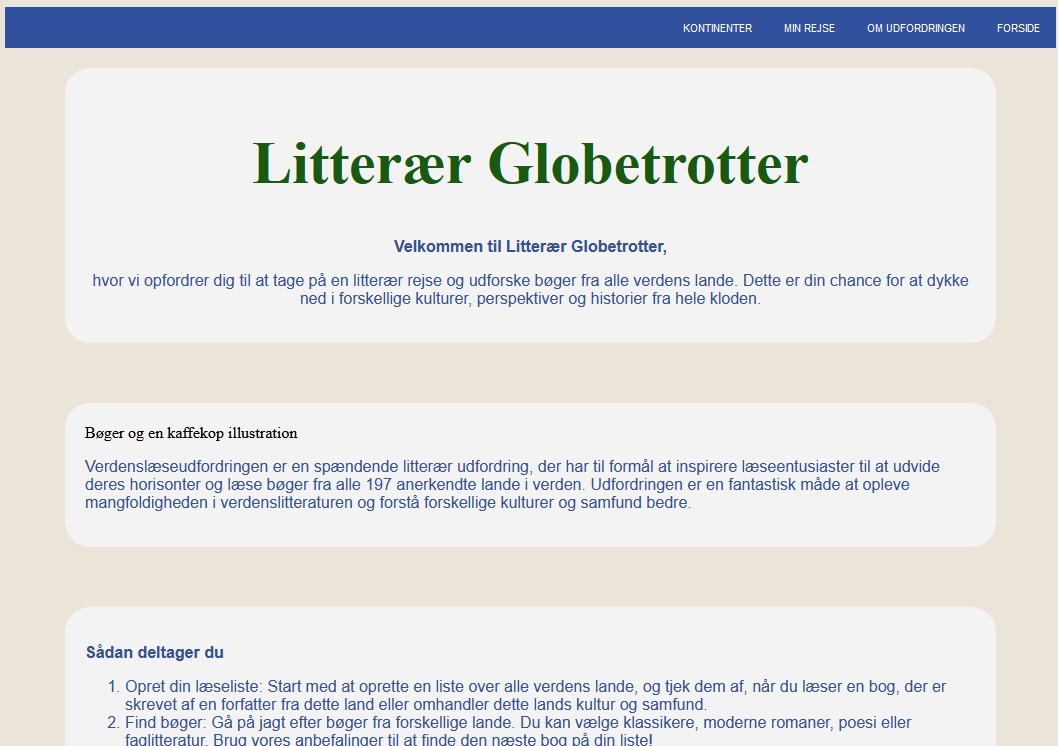 KONTINENTER MIN REJSE OM UDFORDRINGEN FORSIDE
Litterær Globetrotter
Velkommen til Litterær Globetrotter,
hvor vi opfordrer dig til at tage på en litterær rejse og udforske bøger fra alle verdens lande. Dette er din chance for at dykke
ned i forskellige kulturer, perspektiver og historier fra hele kloden.
Bøger og en kaffekop illustration
Verdenslæseudfordringen er en spændende litterær udfordring, der har til formål at inspirere læseentusiaster til at udvide
deres horisonter og læse bøger fra alle 197 anerkendte lande i verden. Udfordringen er en fantastisk måde at opleve
mangfoldigheden i verdenslitteraturen og forstå forskellige kulturer og samfund bedre.
Sådan deltager du
1. Opret din læseliste: Start med at oprette en liste over alle verdens lande, og tjek dem af, når du læser en bog, der er
skrevet af en forfatter fra dette land eller omhandler dette lands kultur og samfund.
2. Find bøger: Gå på jagt efter bøger fra forskellige lande. Du kan vælge klassikere, moderne romaner, poesi eller
faglitteratur. Brug vores anbefalinger til at finde den næste bog på din liste!